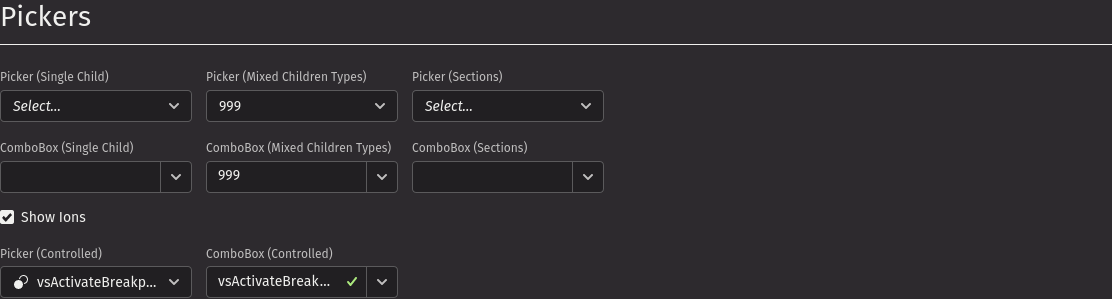 Pickers
Picker (Single Child) Picker (Mixed Children Types) Picker (Sections)
Select... 999 Select...
ComboBox (Single Child) ComboBox (Mixed Children Types) ComboBox (Sections)
999
Show Ions
Picker (Controlled) ComboBox (Controlled)
vsActivateBreakp... vsActivateBreak...